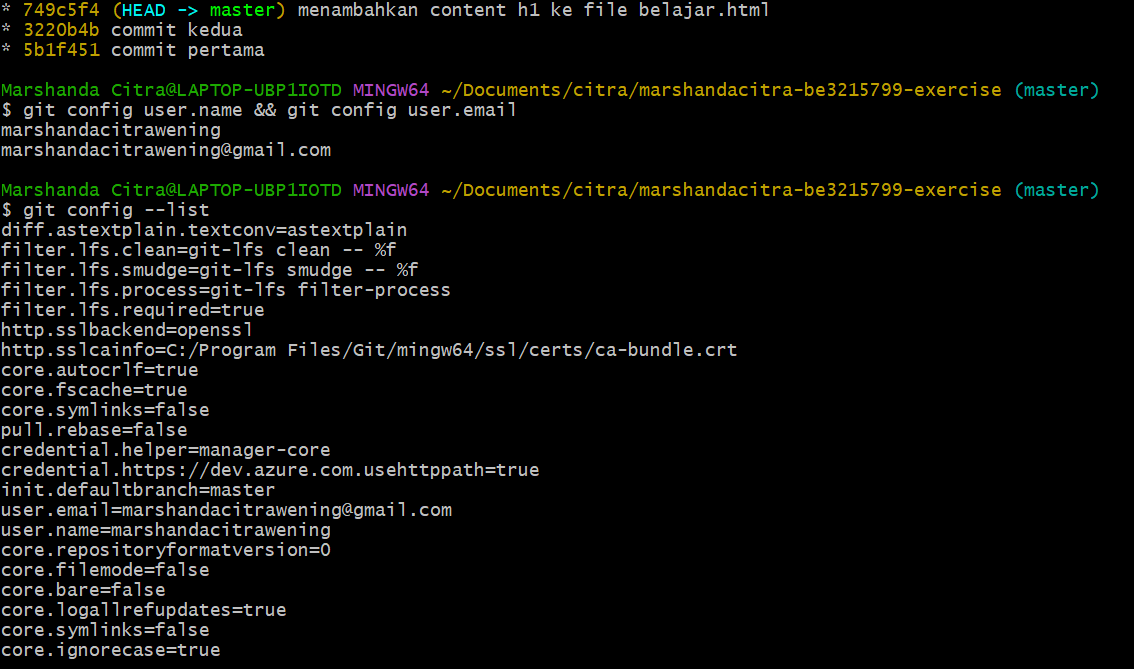 * 749c5f4 (HEAD -> master) menambahkan content h1 ke file belajar.html
* 3220b4b commit kedua
* 5b1f451 commit pertama
Marshanda Citra@LAPTOP-UBP1IOTD MINGW64 ~/Documents/citra/marshandacitra-be3215799-exercise (master)
$ git config user.name && git config user.email
marshandacitrawening
marshandacitrawening@gmail.com
Marshanda Citra@LAPTOP-UBP1IOTD MINGW64 ~/Documents/citra/marshandacitra-be3215799-exercise (master)
$ git config --list
diff.astextplain.textconv=astextplain
filter.lfs.clean=git-lfs clean -- %f
filter.lfs.smudge=git-lfs smudge -- %f
filter.lfs.process=git-lfs filter-process
filter.lfs.required=true
http.sslbackend=openssl
http.sslcainfo=C:/Program Files/Git/mingw64/ssl/certs/ca-bundle.crt
core.autocrlf=true
core.fscache=true
core.symlinks=false
pull.rebase=false
credential.helper=manager-core
credential.https://dev.azure.com.usehttppath=true
init.defaultbranch=master
user.email=marshandacitrawening@gmail.com
user.name=marshandacitrawening
core.repositoryformatversion=0
core.filemode=false
core.bare=false
core.logallrefupdates=true
core.symlinks=false
core.ignorecase=true